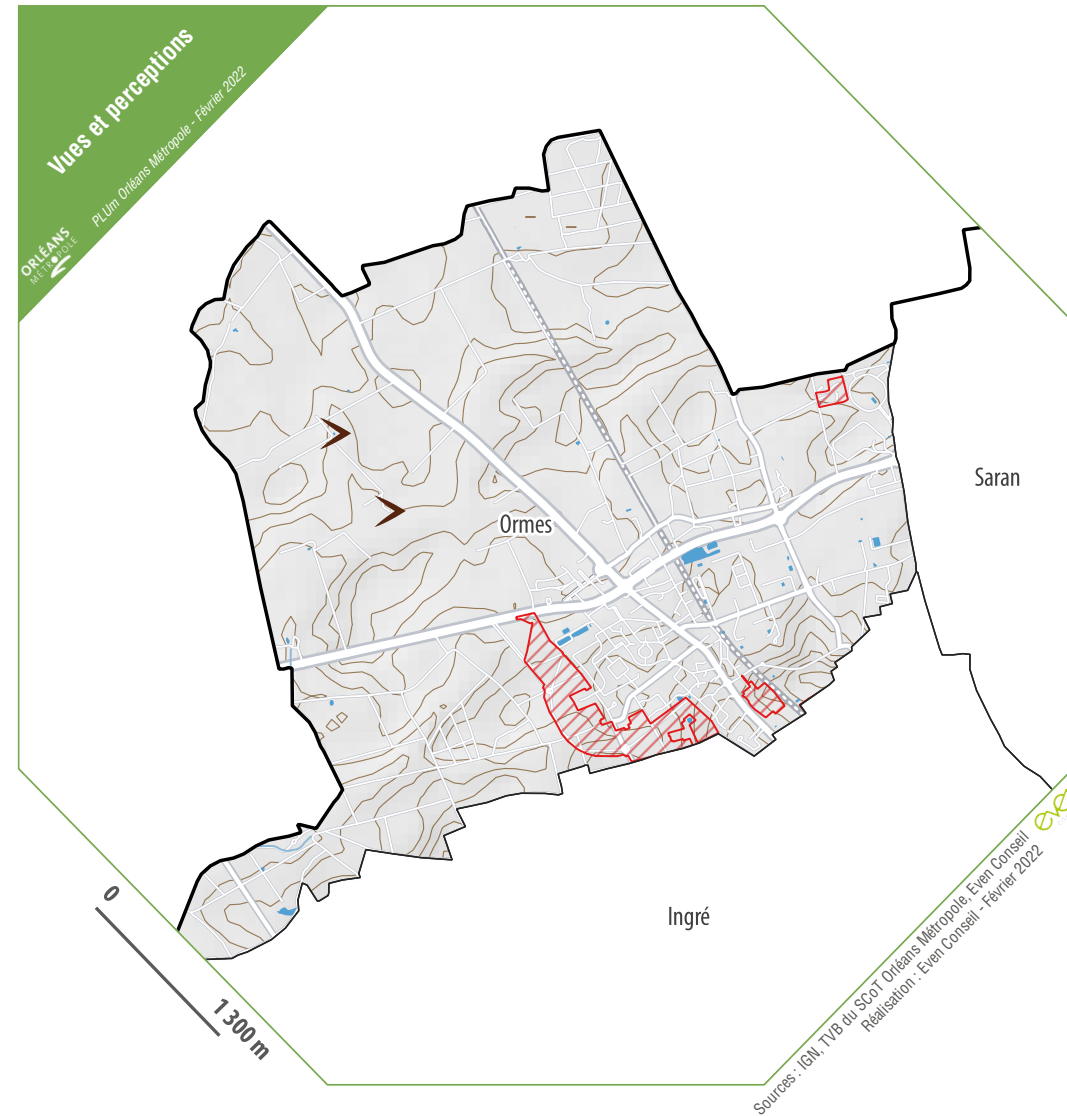 Vues et perceptions
PLUm Orléans Métropole - Février 2022
ORLÉANS
MÉTROPOLE
Ormes
Saran
Ingré
0
1 300 m
Sources : IGN, TVB du SCoT Orléans Métropole, Even Conseil
Réalisation : Even Conseil - Février 2022